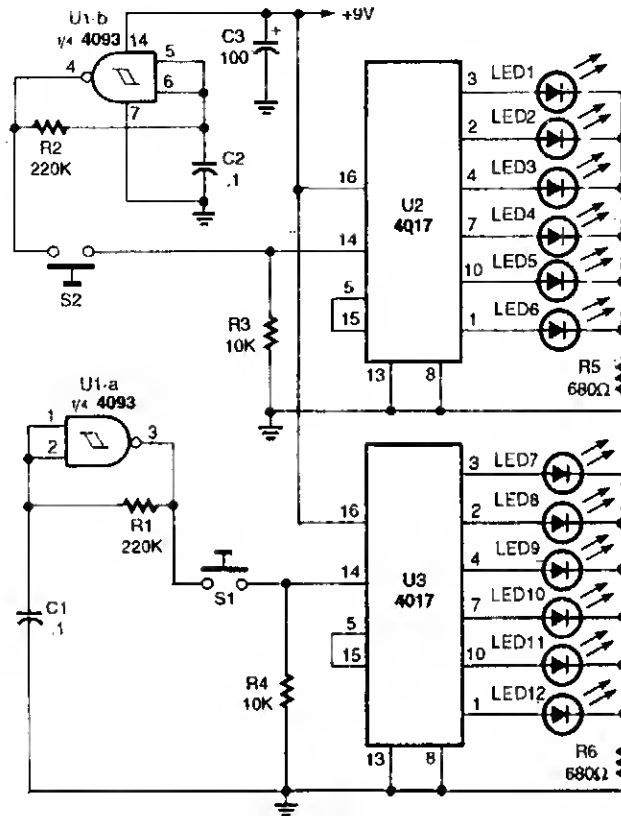 U1-b
1/4 4093
14
4
5
6
7
R2
220K
C2
.1
C3
100
+
+9V
S2
R3
10K
16
14
5
15
U2
4017
13
8
3
2
4
7
10
1
LED1
LED2
LED3
LED4
LED5
LED6
R5
680Ω
U1-a
1/4 4093
1
2
3
R1
220K
C1
.1
S1
R4
10K
16
14
5
15
U3
4017
13
8
3
2
4
7
10
1
LED7
LED8
LED9
LED10
LED11
LED12
R6
680Ω